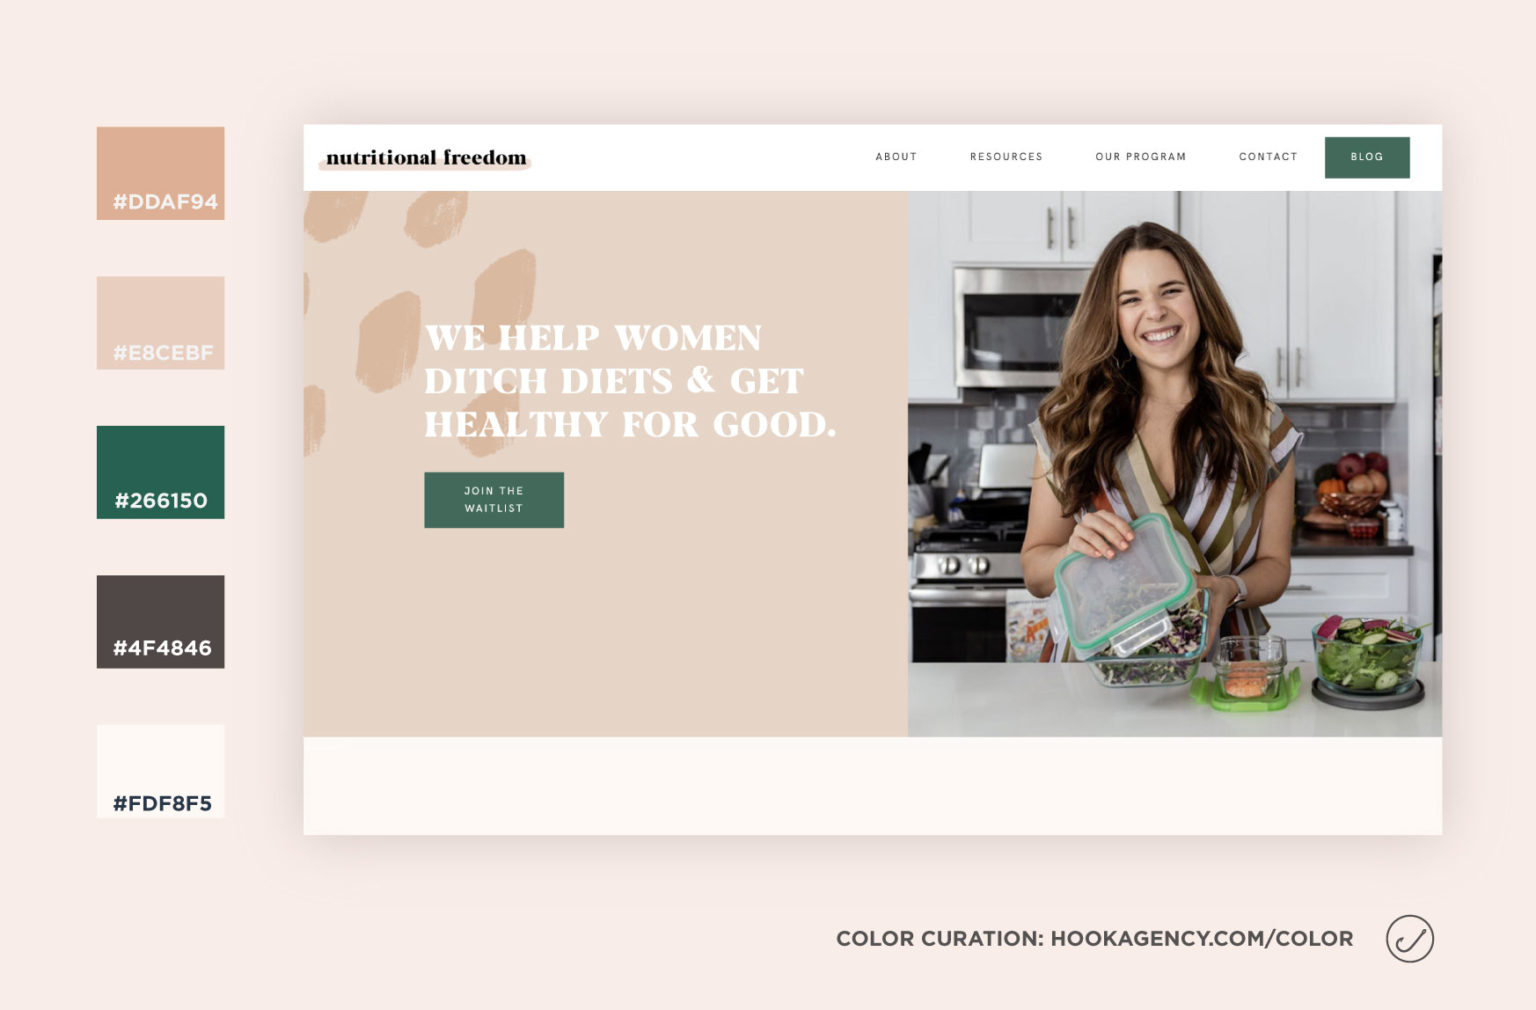 #DDAF94
#E8CEBF
#266150
#4F4846
#FDF8F5
nutritional freedom
ABOUT RESOURCES OUR PROGRAM CONTACT BLOG
WE HELP WOMEN
DITCH DIETS & GET
HEALTHY FOR GOOD.
JOIN THE
WAITLIST
COLOR CURATION: HOOKAGENCY.COM/COLOR